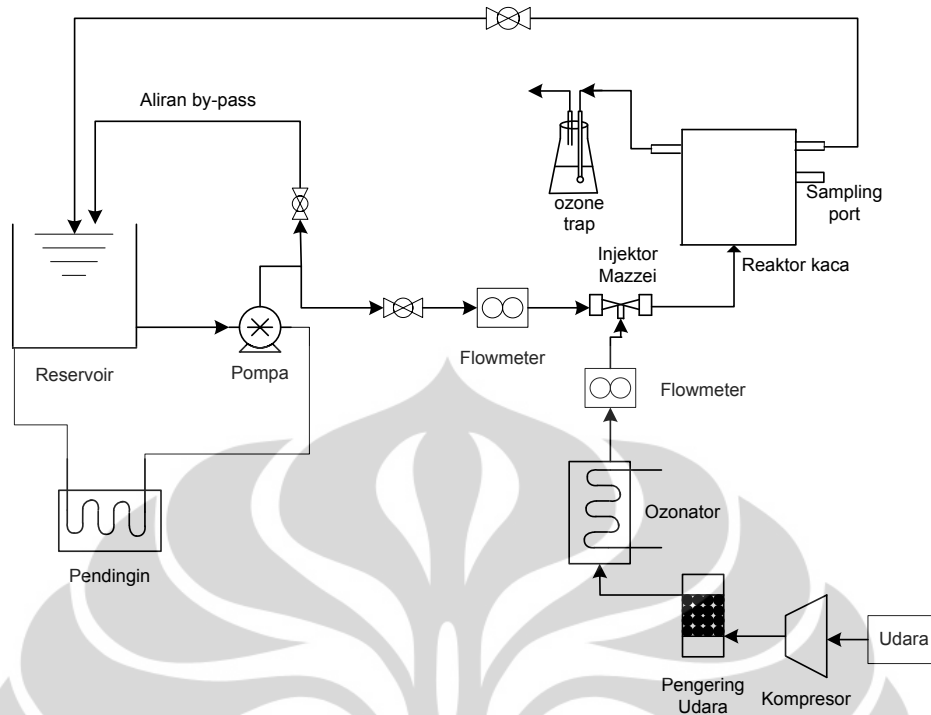 Aliran by-pass
ozone
trap
Sampling
port
Injektor
Mazzei
Reaktor kaca
Reservoir
Pompa
Flowmeter
Flowmeter
Ozonator
Pendingin
Udara
Pengering
Udara
Kompresor